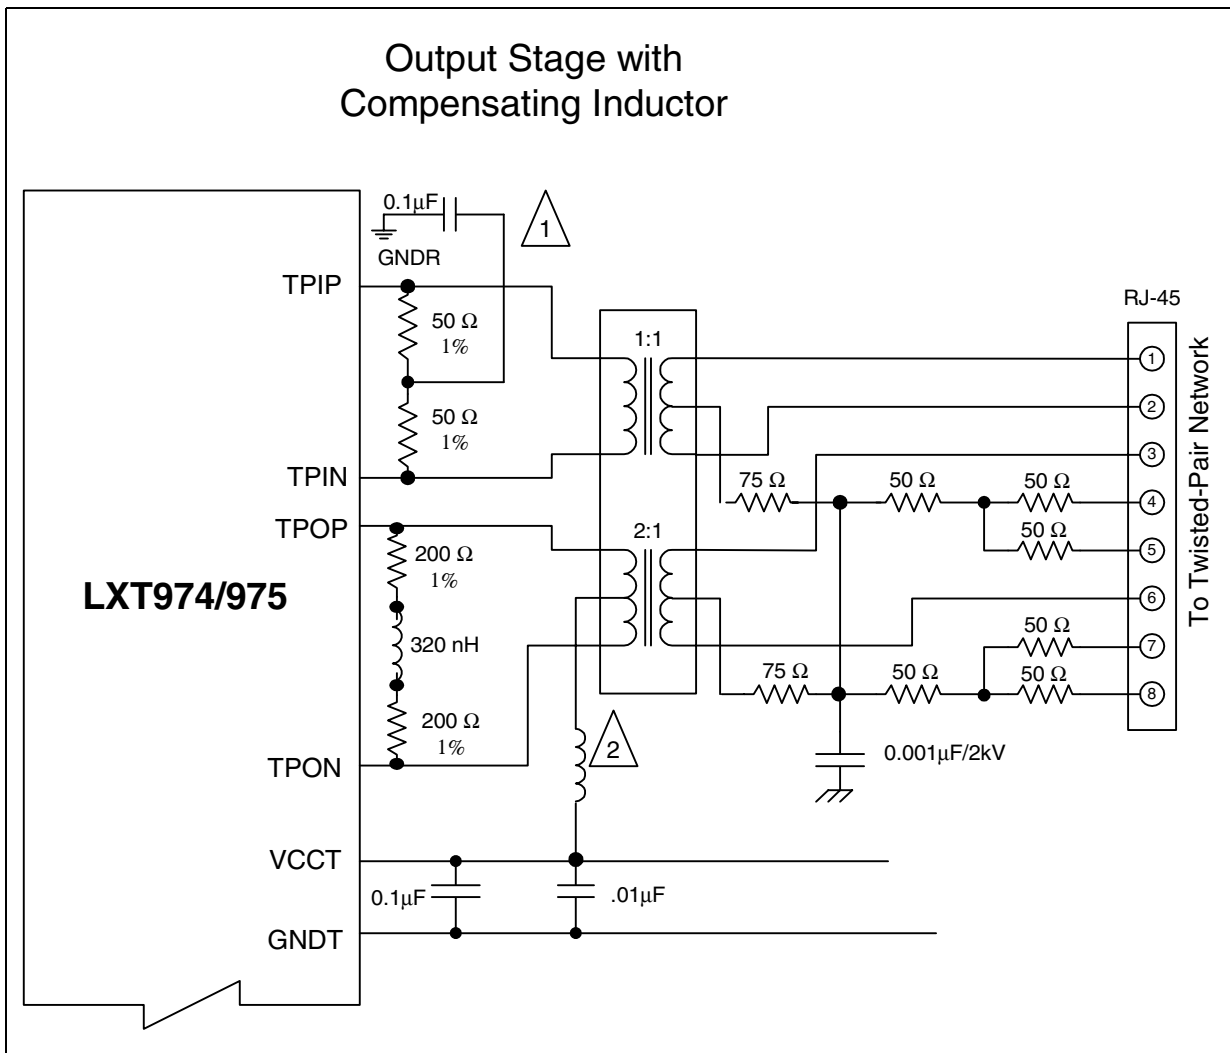 Output Stage with
Compensating Inductor
0.1µF
1
GNDR
TPIP
RJ-45
50 Ω
1%
1:1
1
2
50 Ω
1%
3
TPIN
75 Ω
50 Ω
50 Ω
4
TPOP
2:1
50 Ω
5
200 Ω
1%
LXT974/975
6
To Twisted-Pair Network
320 nH
50 Ω
7
75 Ω
50 Ω
50 Ω
8
200 Ω
1%
2
0.001µF/2kV
TPON
VCCT
0.1µF
.01µF
GNDT